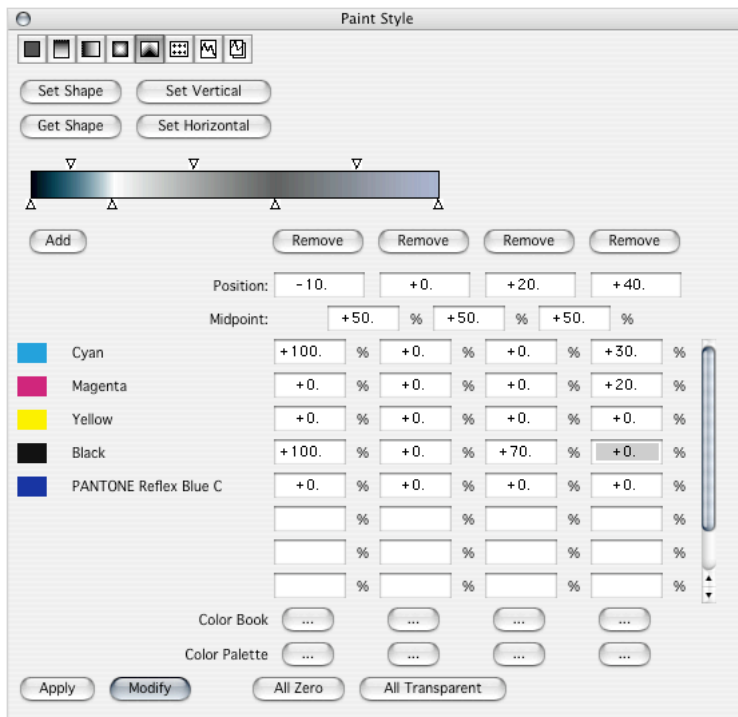 Paint Style
Set Shape Set Vertical
Get Shape Set Horizontal
Add Remove Remove Remove Remove
Position: -10. +0. +20. +40.
Midpoint: +50. % +50. % +50. %
Cyan +100. % +0. % +0. % +30. %
Magenta +0. % +0. % +0. % +20. %
Yellow +0. % +0. % +0. % +0. %
Black +100. % +0. % +70. % +0. %
PANTONE Reflex Blue C +0. % +0. % +0. % +0. %
% % % %
% % % %
% % % %
Color Book ... ... ... ...
Color Palette ... ... ... ...
Apply Modify All Zero All Transparent